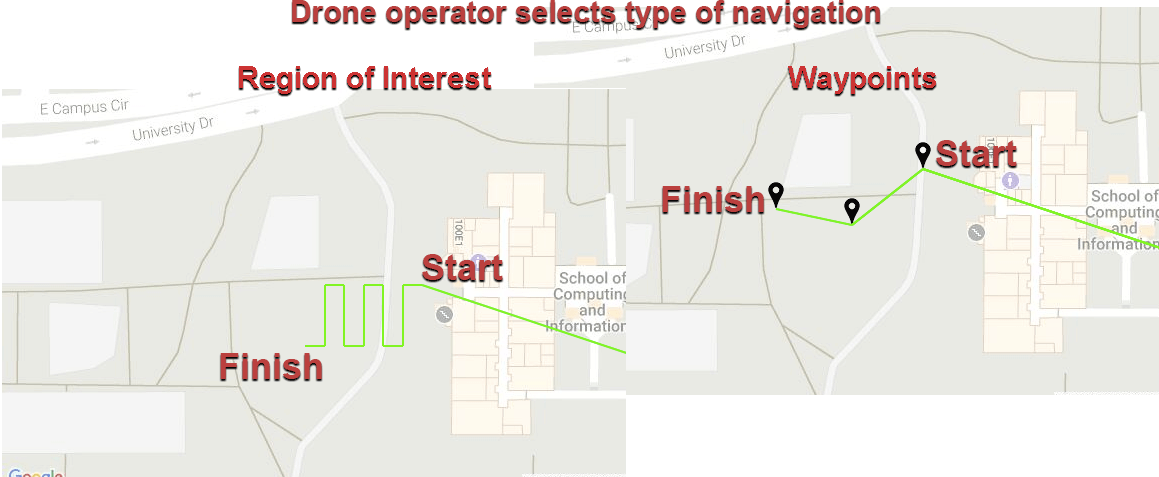 Drone operator selects type of navigation
Region of Interest
E Campus Cir
University Dr
100E1
Start
School of
Computing
and
Information
Finish
Google
E Campus
University Dr
Waypoints
Start
Finish
School of
Computing
and
Information